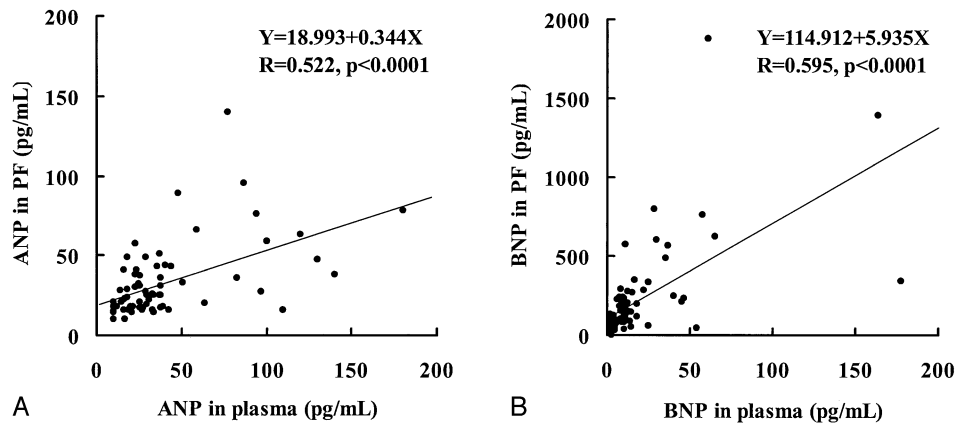 200
150
100
50
0
0
50
100
150
200
ANP in PF (pg/mL)
ANP in plasma (pg/mL)
Y=18.993+0.344X
R=0.522, p<0.0001
A
2000
1500
1000
500
0
0
50
100
150
200
BNP in PF (pg/mL)
BNP in plasma (pg/mL)
Y=114.912+5.935X
R=0.595, p<0.0001
B